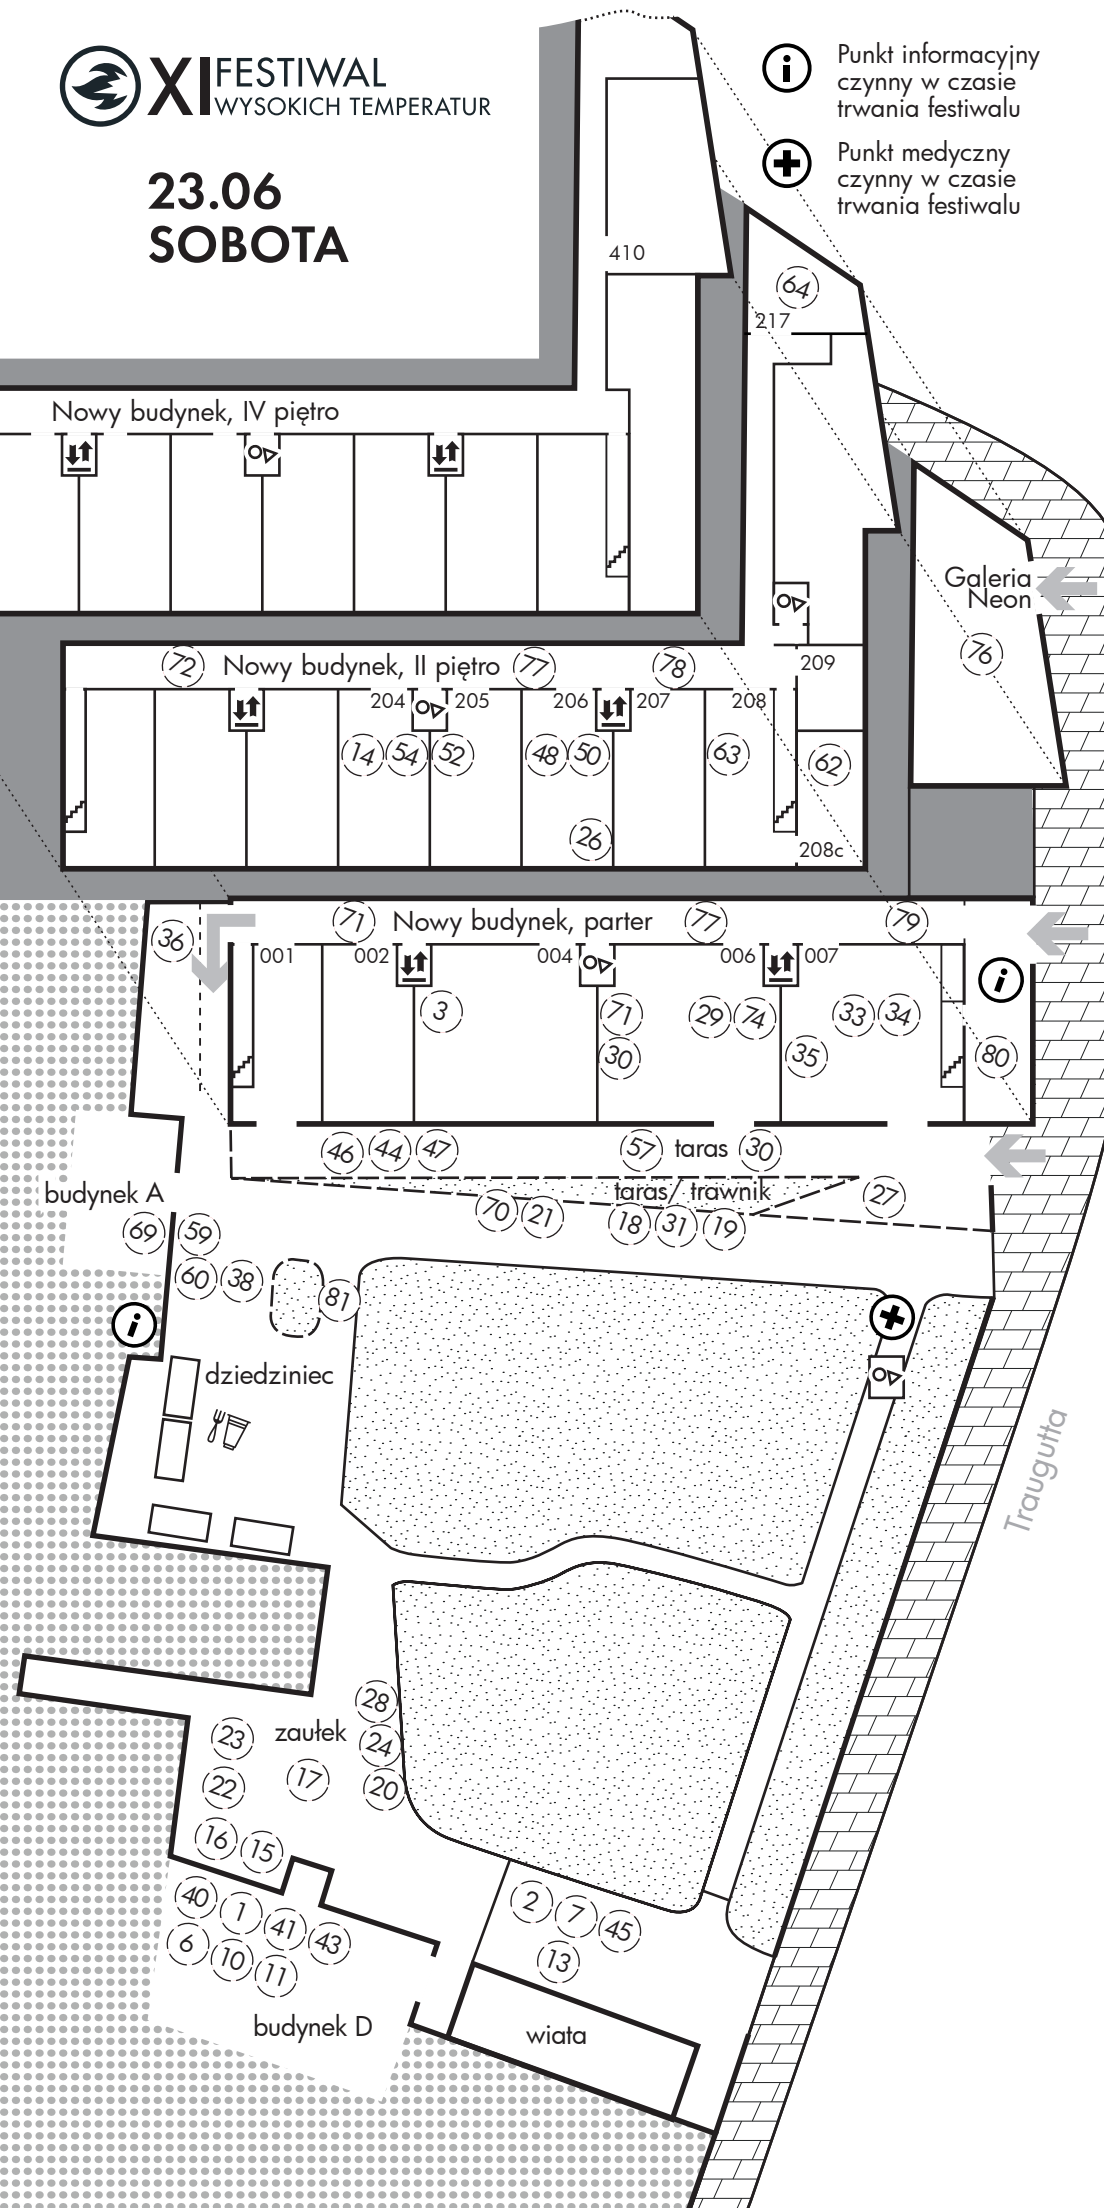 XI FESTIWAL
WYSOKICH TEMPERATUR
23.06
SOBOTA
i
Punkt informacyjny
czynny w czasie
trwania festiwalu
Punkt medyczny
czynny w czasie
trwania festiwalu
410
64
217
Nowy budynek, IV piętro
Galeria
Neon
76
72
Nowy budynek, II piętro
77
78
209
204
205
206
207
208
14
54
52
48
50
63
62
26
208c
36
71
Nowy budynek, parter
77
79
001
002
004
006
007
i
3
71
29
74
33
34
30
35
80
46
44
47
57
taras
30
taras/ trawnik
27
budynek A
70
21
18
31
19
69
59
60
38
81
i
dziedziniec
Traugutta
28
23
zaułek
24
22
17
20
16
15
40
1
41
43
6
10
11
2
7
45
13
budynek D
wiata